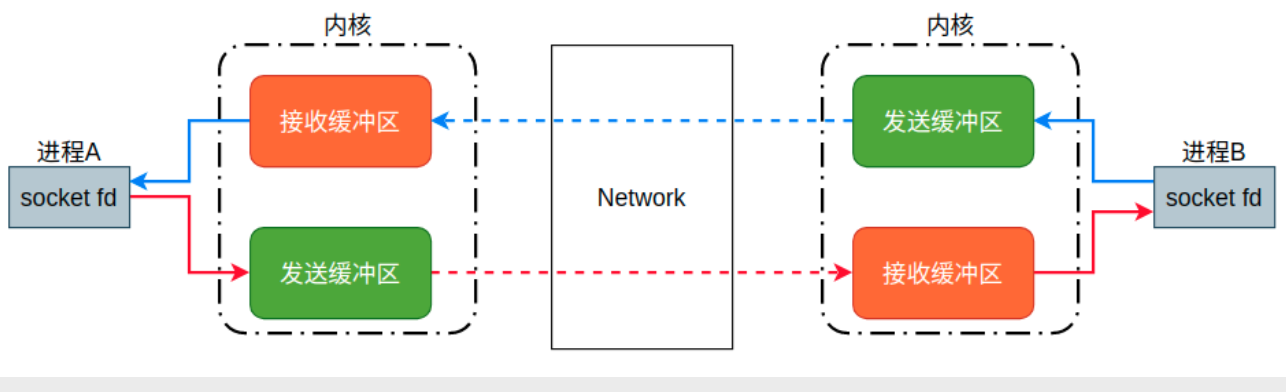 内核
内核
接收缓冲区
发送缓冲区
进程A
进程B
socket fd
Network
socket fd
发送缓冲区
接收缓冲区